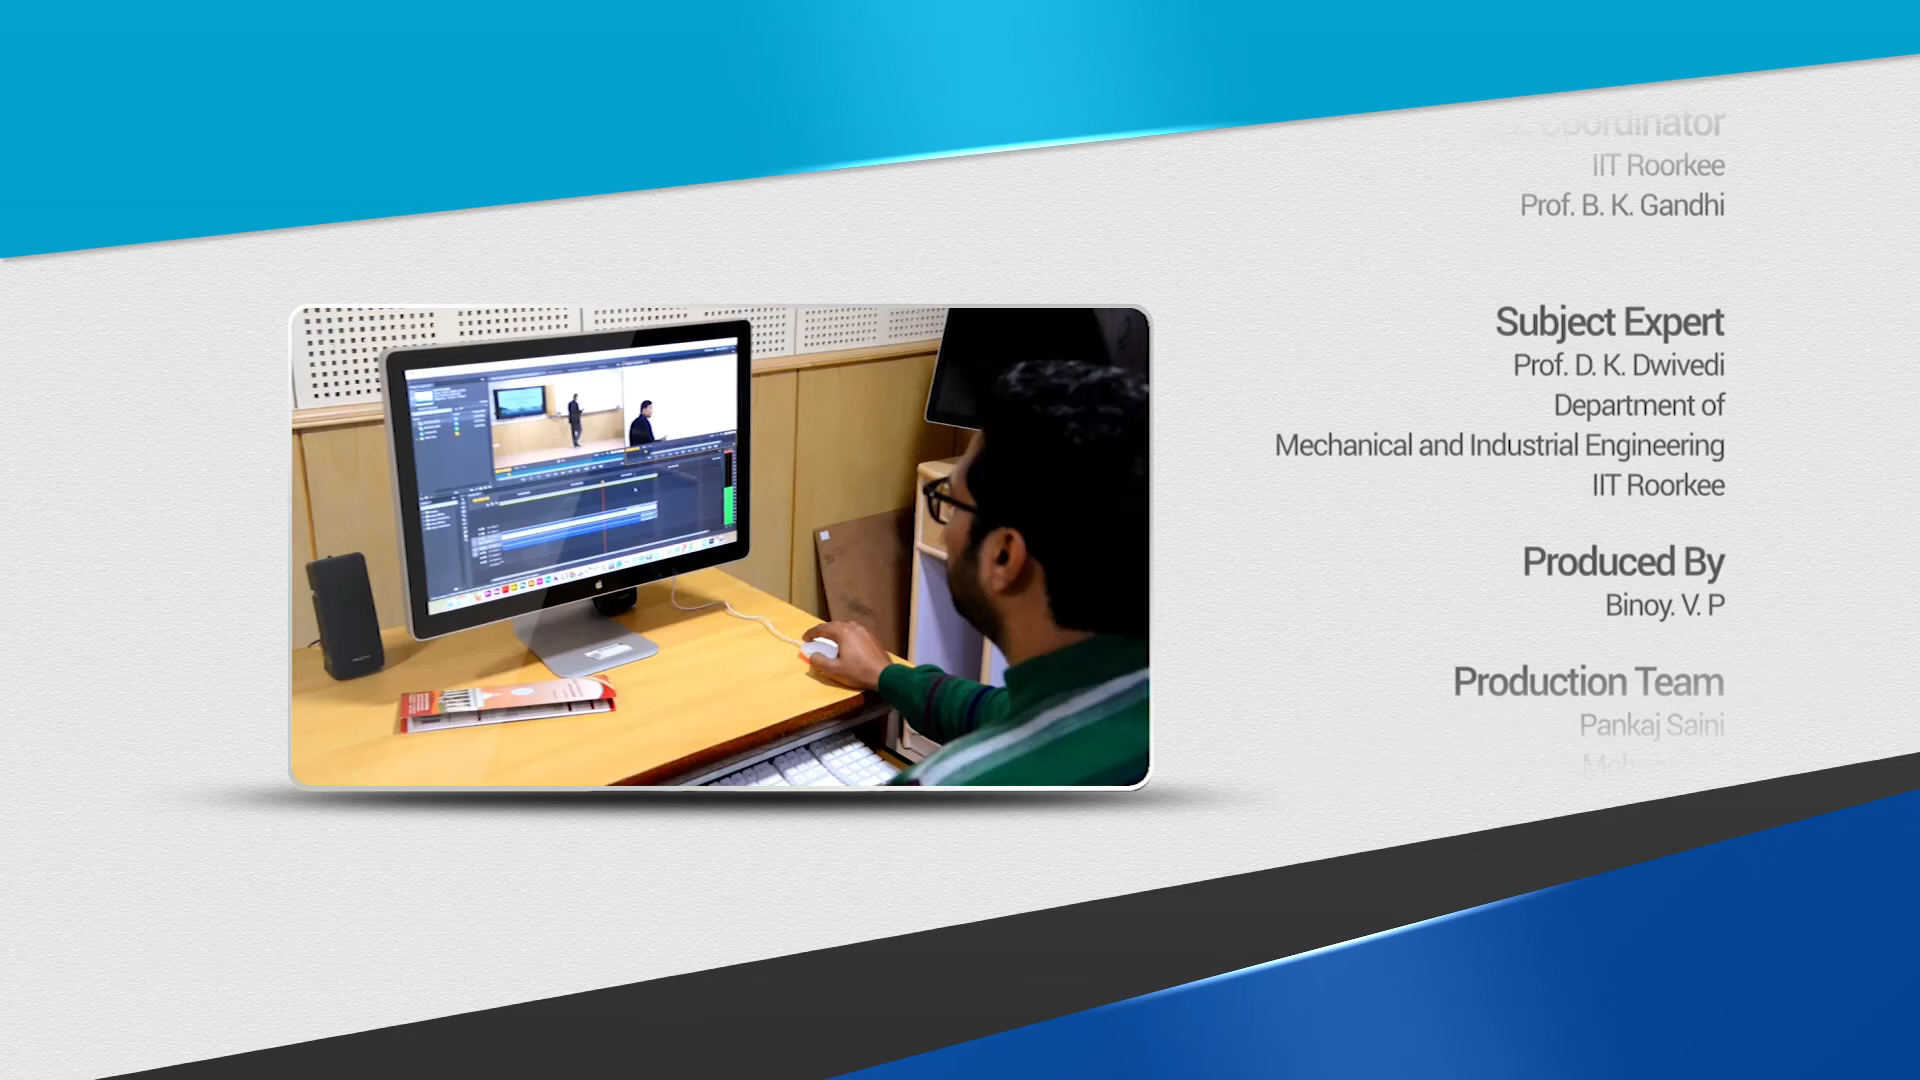 Coordinator
IIT Roorkee
Prof. B. K. Gandhi
Subject Expert
Prof. D. K. Dwivedi
Department of
Mechanical and Industrial Engineering
IIT Roorkee
Produced By
Binoy. V. P
Production Team
Pankaj Saini